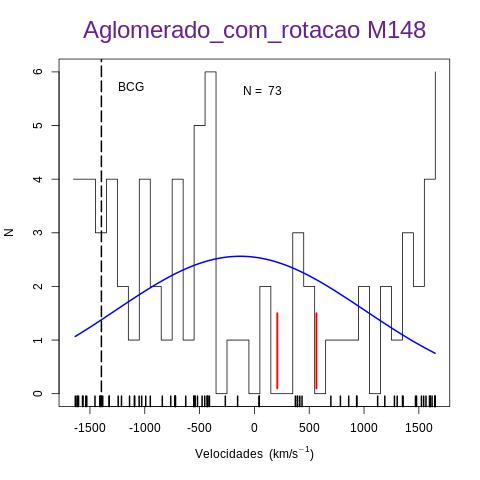 Aglomerado_com_rotacao M148
BCG
N = 73
N
6
5
4
3
2
1
0
-1500 -1000 -500 0 500 1000 1500
Velocidades (km/s⁻¹)